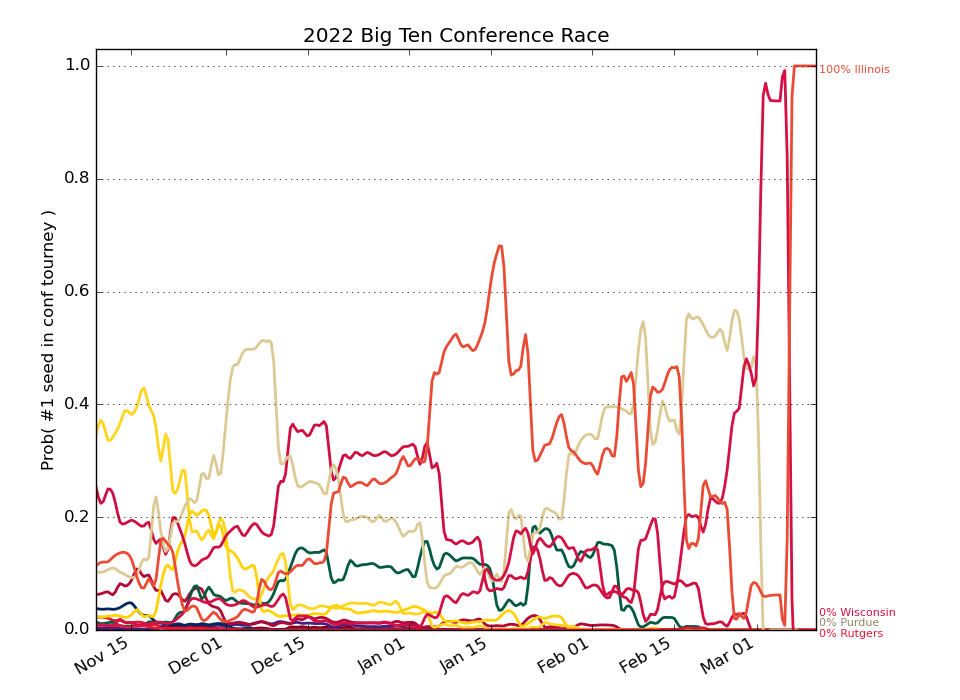 2022 Big Ten Conference Race
Prob( #1 seed in conf tourney )
1.0
0.8
0.6
0.4
0.2
0.0
100% Illinois
0% Wisconsin
0% Purdue
0% Rutgers
Nov 15
Dec 01
Dec 15
Jan 01
Jan 15
Feb 01
Feb 15
Mar 01